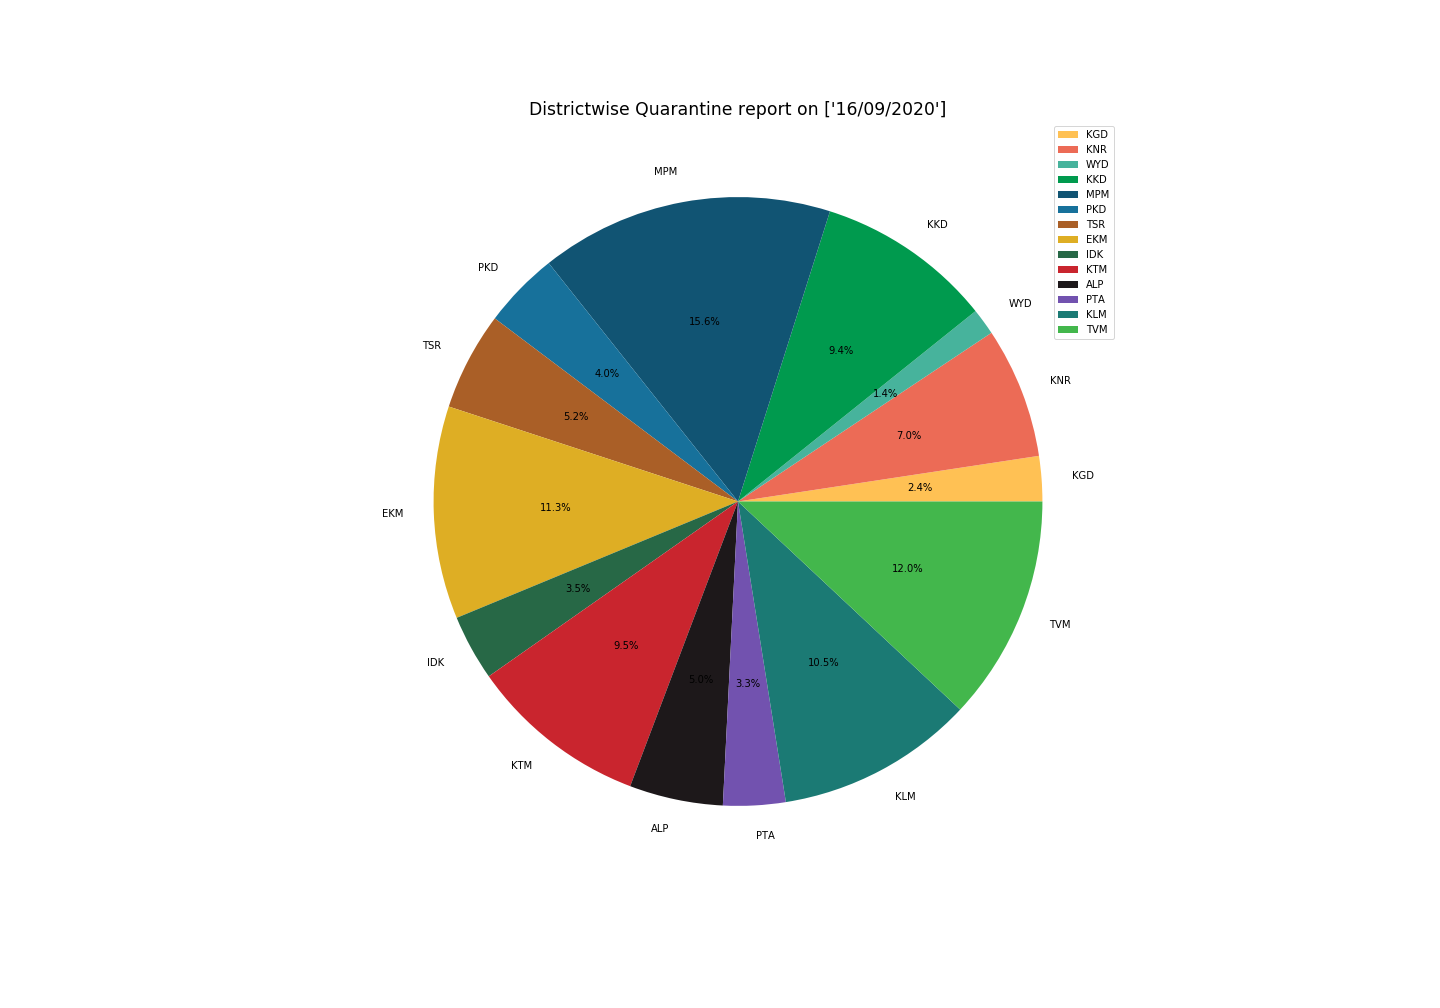 Districtwise Quarantine report on ['16/09/2020']
KGD
KNR
WYD
KKD
MPM
PKD
TSR
EKM
IDK
KTM
ALP
PTA
KLM
TVM
MPM
KKD
PKD
WYD
TSR
KNR
KGD
EKM
TVM
IDK
KTM
KLM
ALP
PTA
15.6%
9.4%
4.0%
1.4%
5.2%
7.0%
2.4%
11.3%
12.0%
3.5%
9.5%
10.5%
5.0%
3.3%